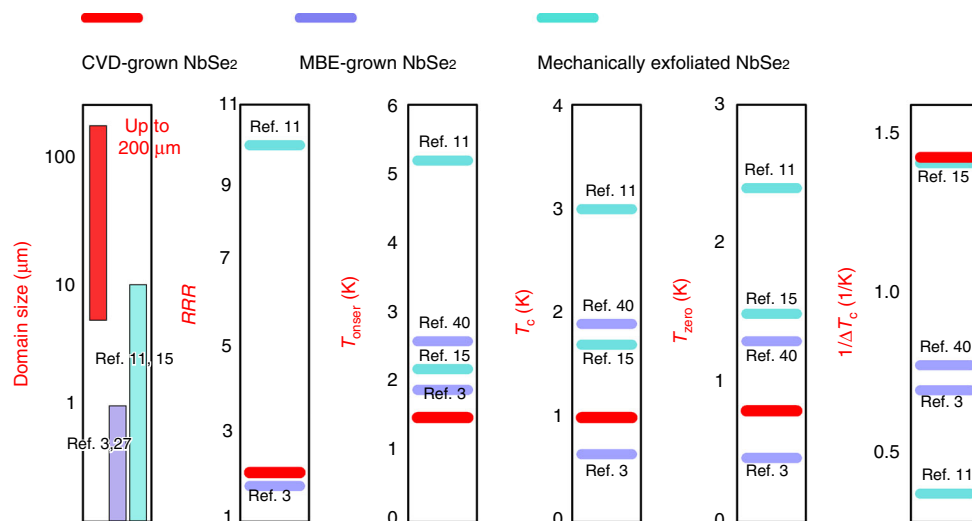 CVD-grown NbSe2
MBE-grown NbSe2
Mechanically exfoliated NbSe2
Domain size (μm)
100
10
1
Up to
200 μm
Ref. 11, 15
Ref. 3,27
RRR
11
9
7
5
3
1
Ref. 11
Ref. 3
Tonser (K)
6
5
4
3
2
1
0
Ref. 11
Ref. 40
Ref. 15
Ref. 3
Tc (K)
4
3
2
1
0
Ref. 11
Ref. 40
Ref. 15
Ref. 3
Tzero (K)
3
2
1
0
Ref. 11
Ref. 15
Ref. 40
Ref. 3
1/ΔTc (1/K)
1.5
1.0
0.5
Ref. 15
Ref. 40
Ref. 3
Ref. 11